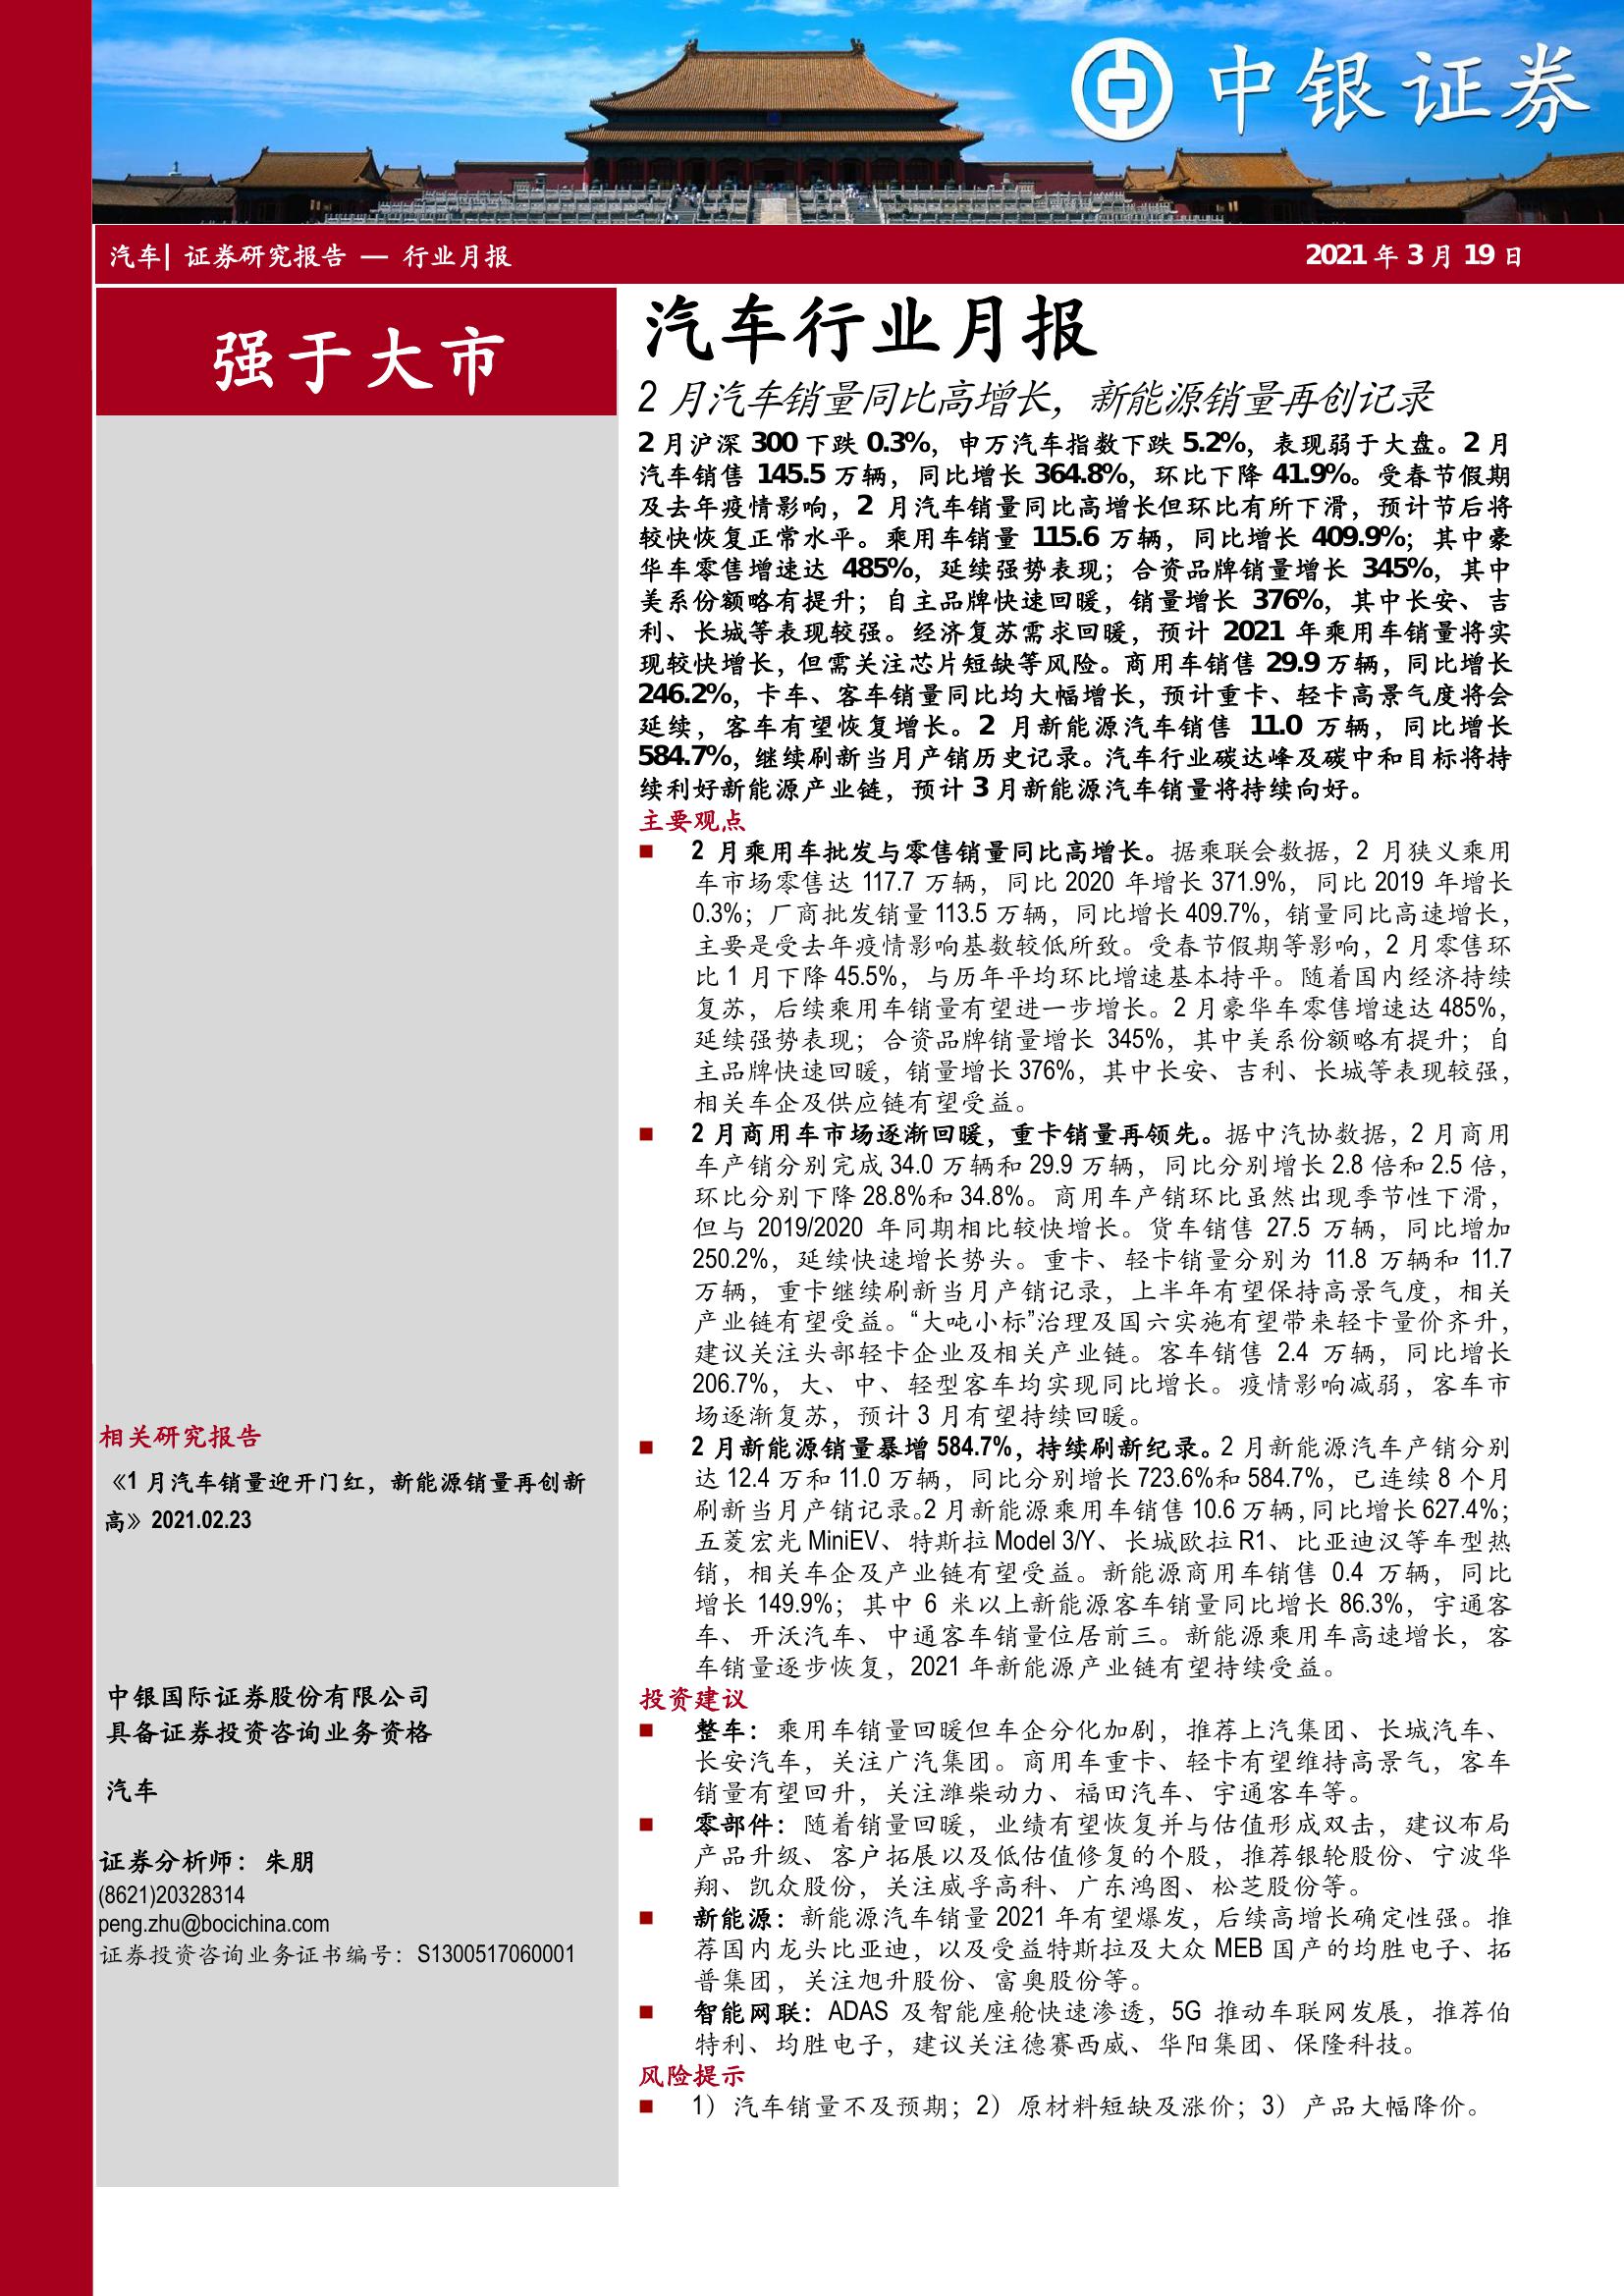 中银证券
汽车| 证券研究报告 — 行业月报
2021 年 3 月 19 日
强于大市
汽车行业月报
2 月汽车销量同比高增长，新能源销量再创记录
2 月沪深 300 下跌 0.3%，申万汽车指数下跌 5.2%，表现弱于大盘。2 月
汽车销售 145.5 万辆，同比增长 364.8%，环比下降 41.9%。受春节假期
及去年疫情影响，2 月汽车销量同比高增长但环比有所下滑，预计节后将
较快恢复正常水平。乘用车销量 115.6 万辆，同比增长 409.9%；其中豪
华车零售增速达 485%，延续强势表现；合资品牌销量增长 345%，其中
美系份额略有提升；自主品牌快速回暖，销量增长 376%，其中长安、吉
利、长城等表现较强。经济复苏需求回暖，预计 2021 年乘用车销量将实
现较快增长，但需关注芯片短缺等风险。商用车销售 29.9 万辆，同比增长
246.2%，卡车、客车销量同比均大幅增长，预计重卡、轻卡高景气度将会
延续，客车有望恢复增长。2 月新能源汽车销售 11.0 万辆，同比增长
584.7%，继续刷新当月产销历史记录。汽车行业碳达峰及碳中和目标将持
续利好新能源产业链，预计 3 月新能源汽车销量将持续向好。
主要观点
■ 2 月乘用车批发与零售销量同比高增长。据乘联会数据，2 月狭义乘用
车市场零售达 117.7 万辆，同比 2020 年增长 371.9%，同比 2019 年增长
0.3%；厂商批发销量 113.5 万辆，同比增长 409.7%，销量同比高速增长，
主要是受去年疫情影响基数较低所致。受春节假期等影响，2 月零售环
比 1 月下降 45.5%，与历年平均环比增速基本持平。随着国内经济持续
复苏，后续乘用车销量有望进一步增长。2 月豪华车零售增速达 485%，
延续强势表现；合资品牌销量增长 345%，其中美系份额略有提升；自
主品牌快速回暖，销量增长 376%，其中长安、吉利、长城等表现较强，
相关车企及供应链有望受益。
■ 2 月商用车市场逐渐回暖，重卡销量再领先。据中汽协数据，2 月商用
车产销分别完成 34.0 万辆和 29.9 万辆，同比分别增长 2.8 倍和 2.5 倍，
环比分别下降 28.8%和 34.8%。商用车产销环比虽然出现季节性下滑，
但与 2019/2020 年同期相比较快增长。货车销售 27.5 万辆，同比增加
250.2%，延续快速增长势头。重卡、轻卡销量分别为 11.8 万辆和 11.7
万辆，重卡继续刷新当月产销记录，上半年有望保持高景气度，相关
产业链有望受益。“大吨小标”治理及国六实施有望带来轻卡量价齐升，
建议关注头部轻卡企业及相关产业链。客车销售 2.4 万辆，同比增长
206.7%，大、中、轻型客车均实现同比增长。疫情影响减弱，客车市
场逐渐复苏，预计 3 月有望持续回暖。
■ 2 月新能源销量暴增 584.7%，持续刷新纪录。2 月新能源汽车产销分别
达 12.4 万和 11.0 万辆，同比分别增长 723.6%和 584.7%，已连续 8 个月
刷新当月产销记录。2 月新能源乘用车销售 10.6 万辆，同比增长 627.4%；
五菱宏光 MiniEV、特斯拉 Model 3/Y、长城欧拉 R1、比亚迪汉等车型热
销，相关车企及产业链有望受益。新能源商用车销售 0.4 万辆，同比
增长 149.9%；其中 6 米以上新能源客车销量同比增长 86.3%，宇通客
车、开沃汽车、中通客车销量位居前三。新能源乘用车高速增长，客
车销量逐步恢复，2021 年新能源产业链有望持续受益。
投资建议
■ 整车：乘用车销量回暖但车企分化加剧，推荐上汽集团、长城汽车、
长安汽车，关注广汽集团。商用车重卡、轻卡有望维持高景气，客车
销量有望回升，关注潍柴动力、福田汽车、宇通客车等。
■ 零部件：随着销量回暖，业绩有望恢复并与估值形成双击，建议布局
产品升级、客户拓展以及低估值修复的个股，推荐银轮股份、宁波华
翔、凯众股份，关注威孚高科、广东鸿图、松芝股份等。
■ 新能源：新能源汽车销量 2021 年有望爆发，后续高增长确定性强。推
荐国内龙头比亚迪，以及受益特斯拉及大众 MEB 国产的均胜电子、拓
普集团，关注旭升股份、富奥股份等。
■ 智能网联：ADAS 及智能座舱快速渗透，5G 推动车联网发展，推荐伯
特利、均胜电子，建议关注德赛西威、华阳集团、保隆科技。
风险提示
■ 1）汽车销量不及预期；2）原材料短缺及涨价；3）产品大幅降价。
相关研究报告
《1 月汽车销量迎开门红，新能源销量再创新
高》2021.02.23
中银国际证券股份有限公司
具备证券投资咨询业务资格
汽车
证券分析师：朱朋
(8621)20328314
peng.zhu@bocichina.com
证券投资咨询业务证书编号：S1300517060001